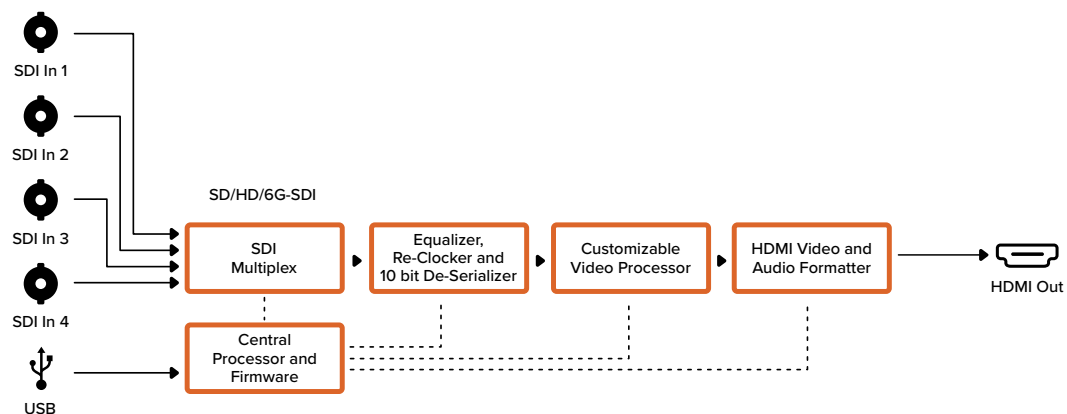 SDI In 1
SDI In 2
SDI In 3
SDI In 4
USB
SD/HD/6G-SDI
SDI
Multiplex
Equalizer,
Re-Clocker and
10 bit De-Serializer
Customizable
Video Processor
HDMI Video and
Audio Formatter
HDMI Out
Central
Processor and
Firmware